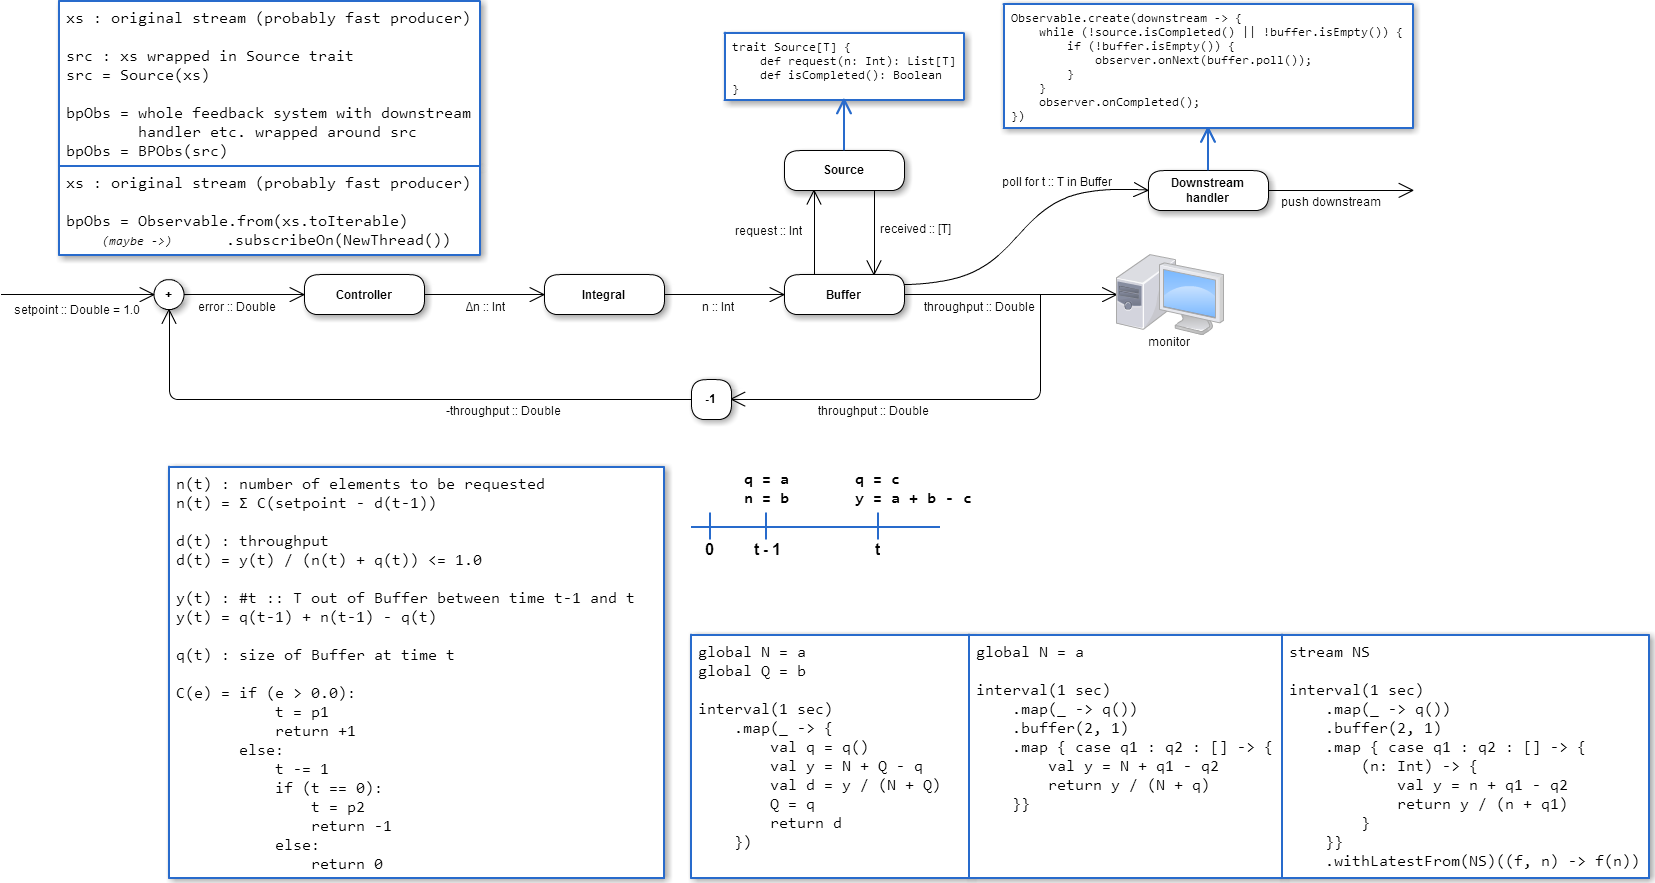 xs : original stream (probably fast producer)
src : xs wrapped in Source trait
src = Source(xs)
bpObs = whole feedback system with downstream
handler etc. wrapped around src
bpObs = BPObs(src)
xs : original stream (probably fast producer)
bpObs = Observable.from(xs.toIterable)
(maybe ->) .subscribeOn(NewThread())
trait Source[T] {
def request(n: Int): List[T]
def isCompleted(): Boolean
}
Observable.create(downstream -> {
while (!source.isCompleted() || !buffer.isEmpty()) {
if (!buffer.isEmpty()) {
observer.onNext(buffer.poll());
}
}
observer.onCompleted();
})
Source
Downstream
handler
poll for t :: T in Buffer
push downstream
request :: Int
received :: [T]
setpoint :: Double = 1.0
+
error :: Double
Controller
Δn :: Int
Integral
n :: Int
Buffer
throughput :: Double
monitor
-throughput :: Double
-1
throughput :: Double
n(t) : number of elements to be requested
n(t) = Σ C(setpoint - d(t-1))
d(t) : throughput
d(t) = y(t) / (n(t) + q(t)) <= 1.0
y(t) : #t :: T out of Buffer between time t-1 and t
y(t) = q(t-1) + n(t-1) - q(t)
q(t) : size of Buffer at time t
C(e) = if (e > 0.0):
t = p1
return +1
else:
t -= 1
if (t == 0):
t = p2
return -1
else:
return 0
q = a
n = b
q = c
y = a + b - c
0
t-1
t
global N = a
global Q = b
interval(1 sec)
.map(_ -> {
val q = q()
val y = N + Q - q
val d = y / (N + Q)
Q = q
return d
})
global N = a
interval(1 sec)
.map(_ -> q())
.buffer(2, 1)
.map { case q1 : q2 : [] -> {
val y = N + q1 - q2
return y / (N + q)
}}
stream NS
interval(1 sec)
.map(_ -> q())
.buffer(2, 1)
.map { case q1 : q2 : [] -> {
(n: Int) -> {
val y = n + q1 - q2
return y / (n + q1)
}
}}
.withLatestFrom(NS)((f, n) -> f(n))